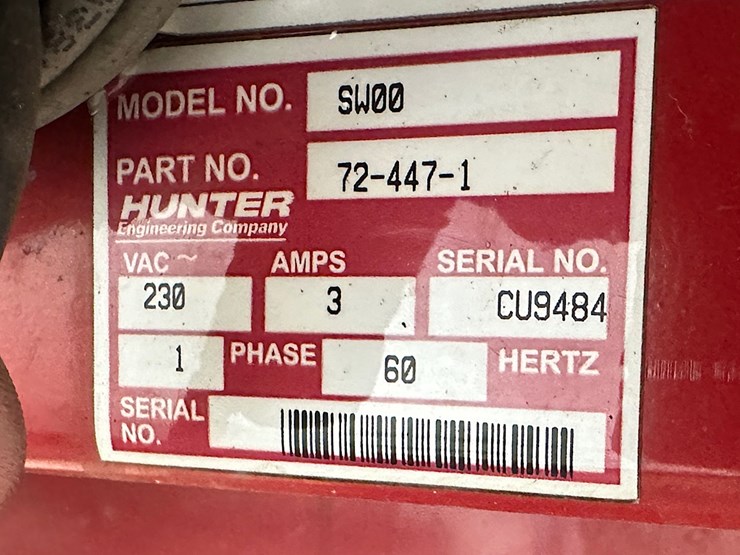 MODEL NO. SW00
PART NO. 72-447-1
HUNTER
Engineering Company
VAC ~ AMPS SERIAL NO.
230 3 CU9484
1 PHASE 60 HERTZ
SERIAL
NO.